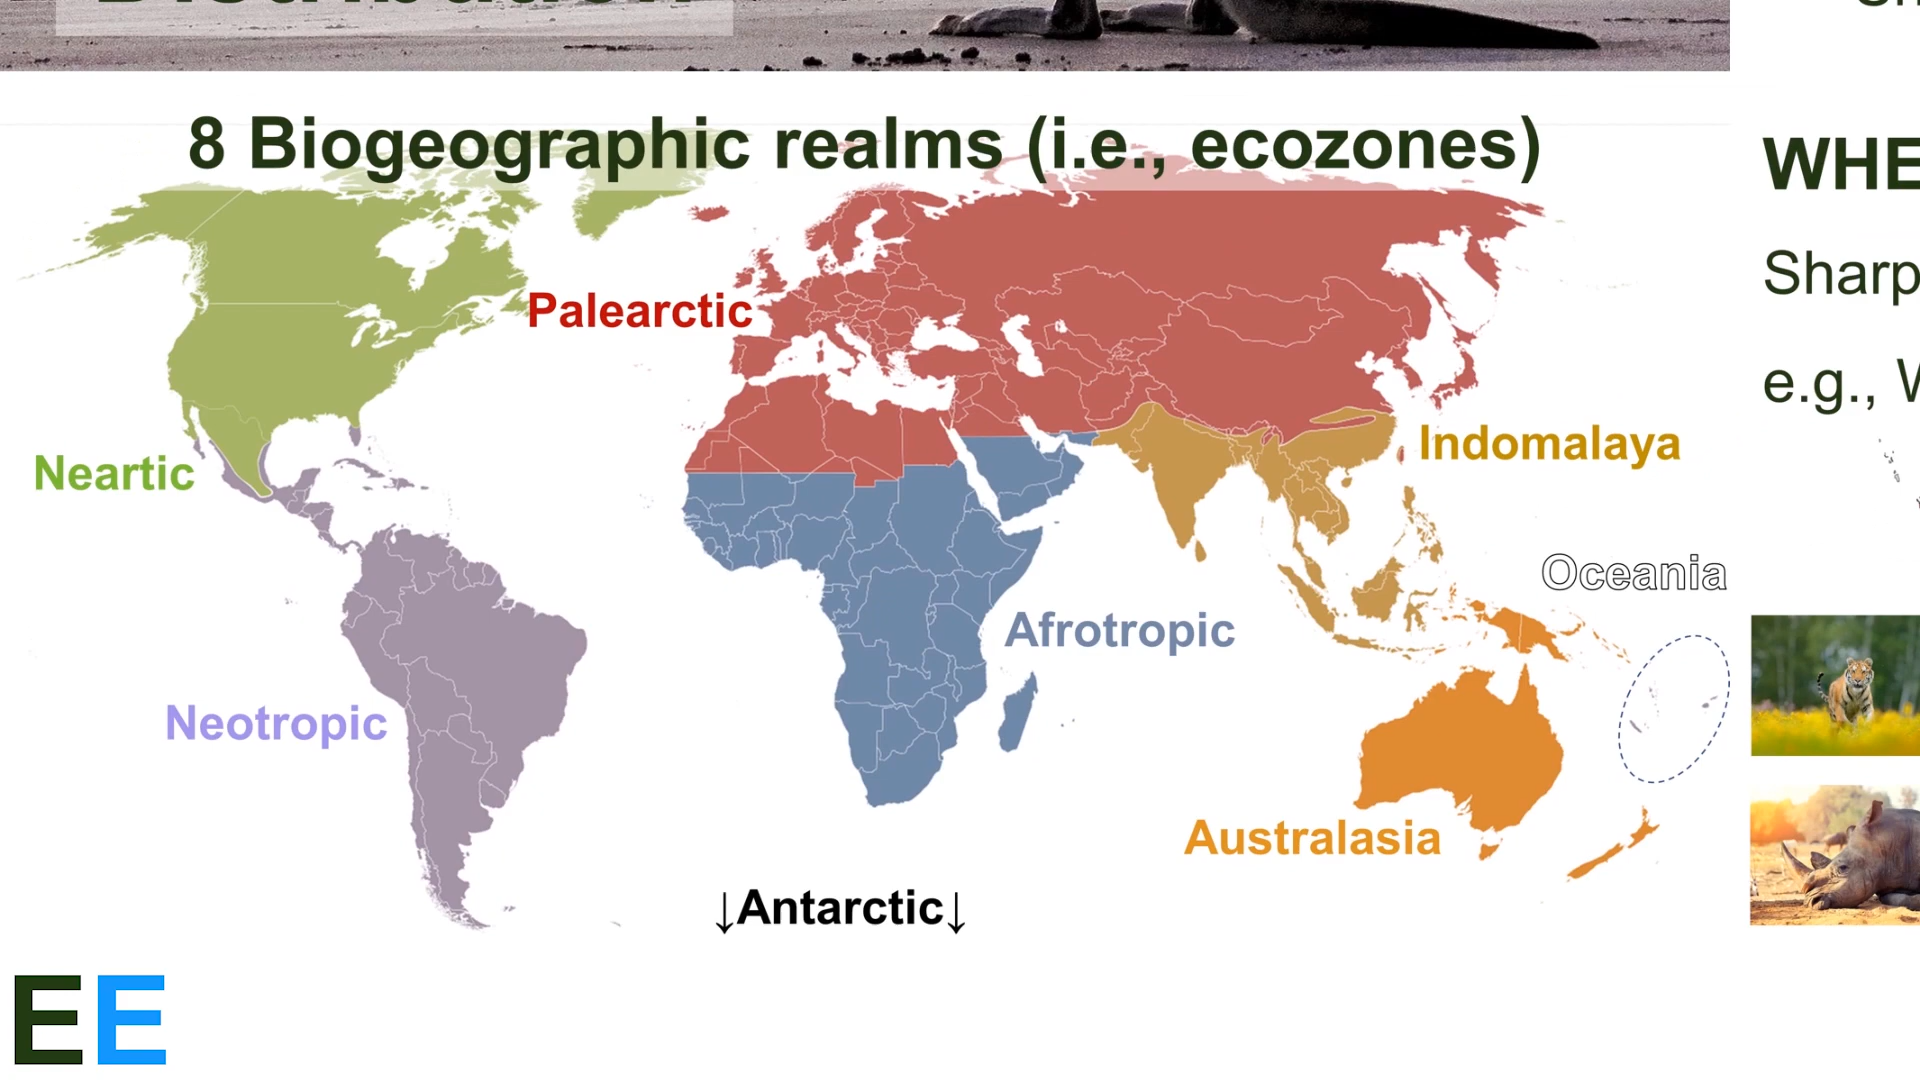 8 Biogeographic realms (i.e., ecozones)
WHE
Sharp
Palearctic
e.g., W
Neartic
Indomalaya
Oceania
Afrotropic
Neotropic
Australasia
↓Antarctic↓
EE